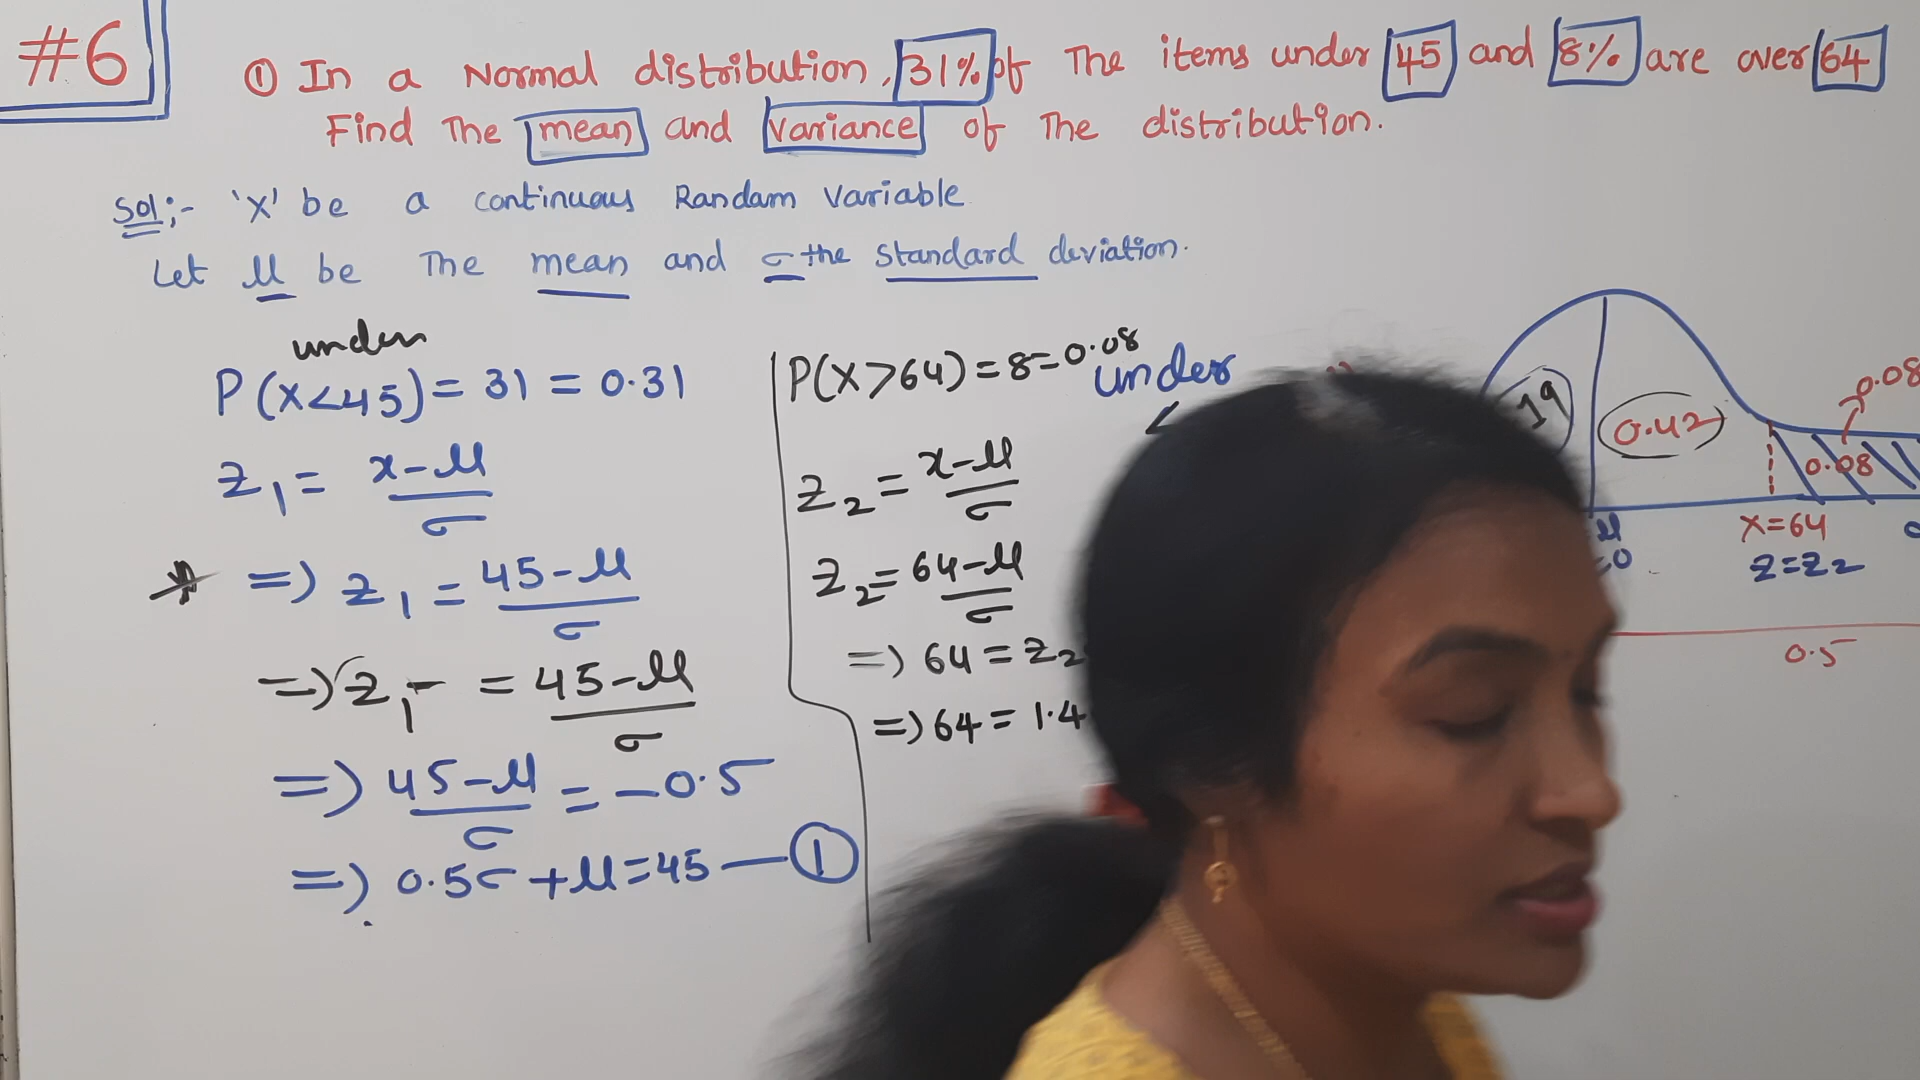 #6
① In a Normal distribution, 31% of The items under 45 and 8% are over 64
Find The mean and variance of The distribution.
Sol:- 'X' be a continuous Randam Variable
Let μ be The mean and σ the standard deviation.
under
P(X<45) = 31 = 0.31
z₁ = x-μ/σ
=> z₁ = 45-μ/σ
=> z₁ = 45-μ/σ
=> 45-μ/σ = -0.5
=> 0.5σ + μ = 45 — ①
P(X>64) = 8 = 0.08
under
z₂ = x-μ/σ
z₂ = 64-μ/σ
=> 64 = z₂
=> 64 = 1.4
19
0.42
0.08
0.08
μ
=0
X=64
z=z₂
0.5